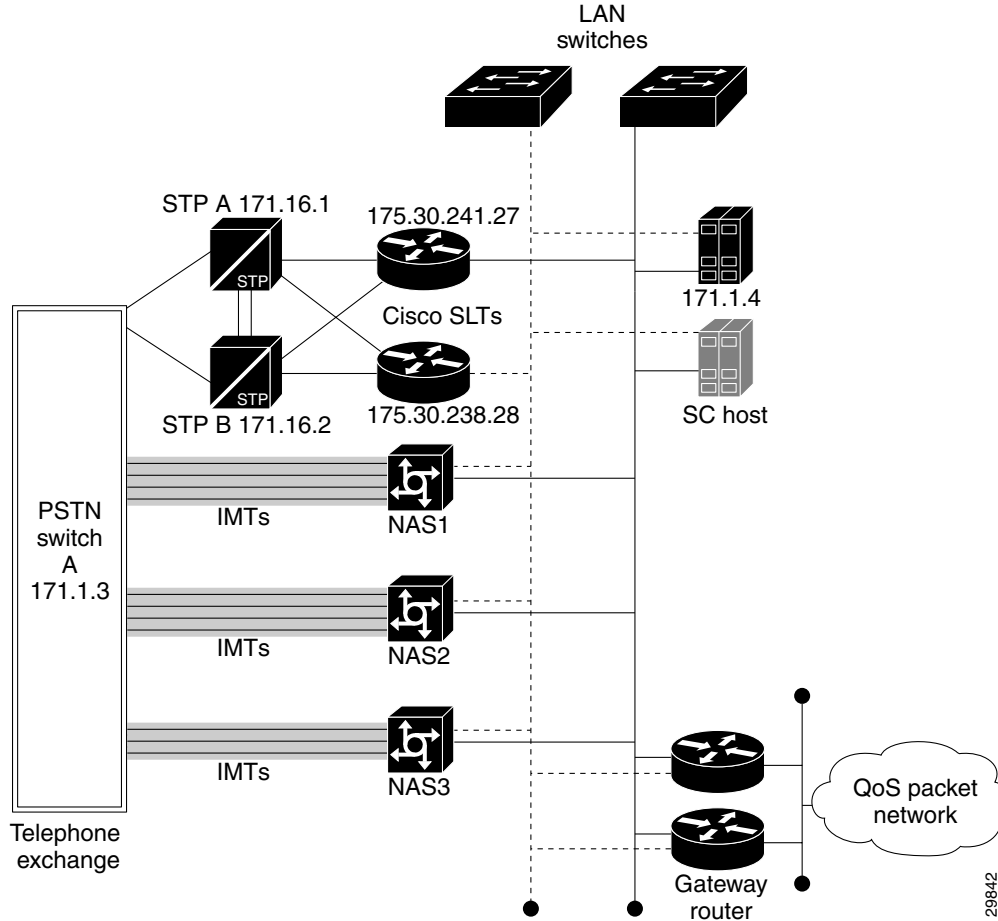 LAN
switches
STP A 171.16.1
175.30.241.27
STP
171.1.4
Cisco SLTs
STP
SC host
STP B 171.16.2
175.30.238.28
PSTN
switch
A
171.1.3
IMTs
NAS1
IMTs
NAS2
IMTs
NAS3
QoS packet
network
Telephone
exchange
Gateway
router
29842